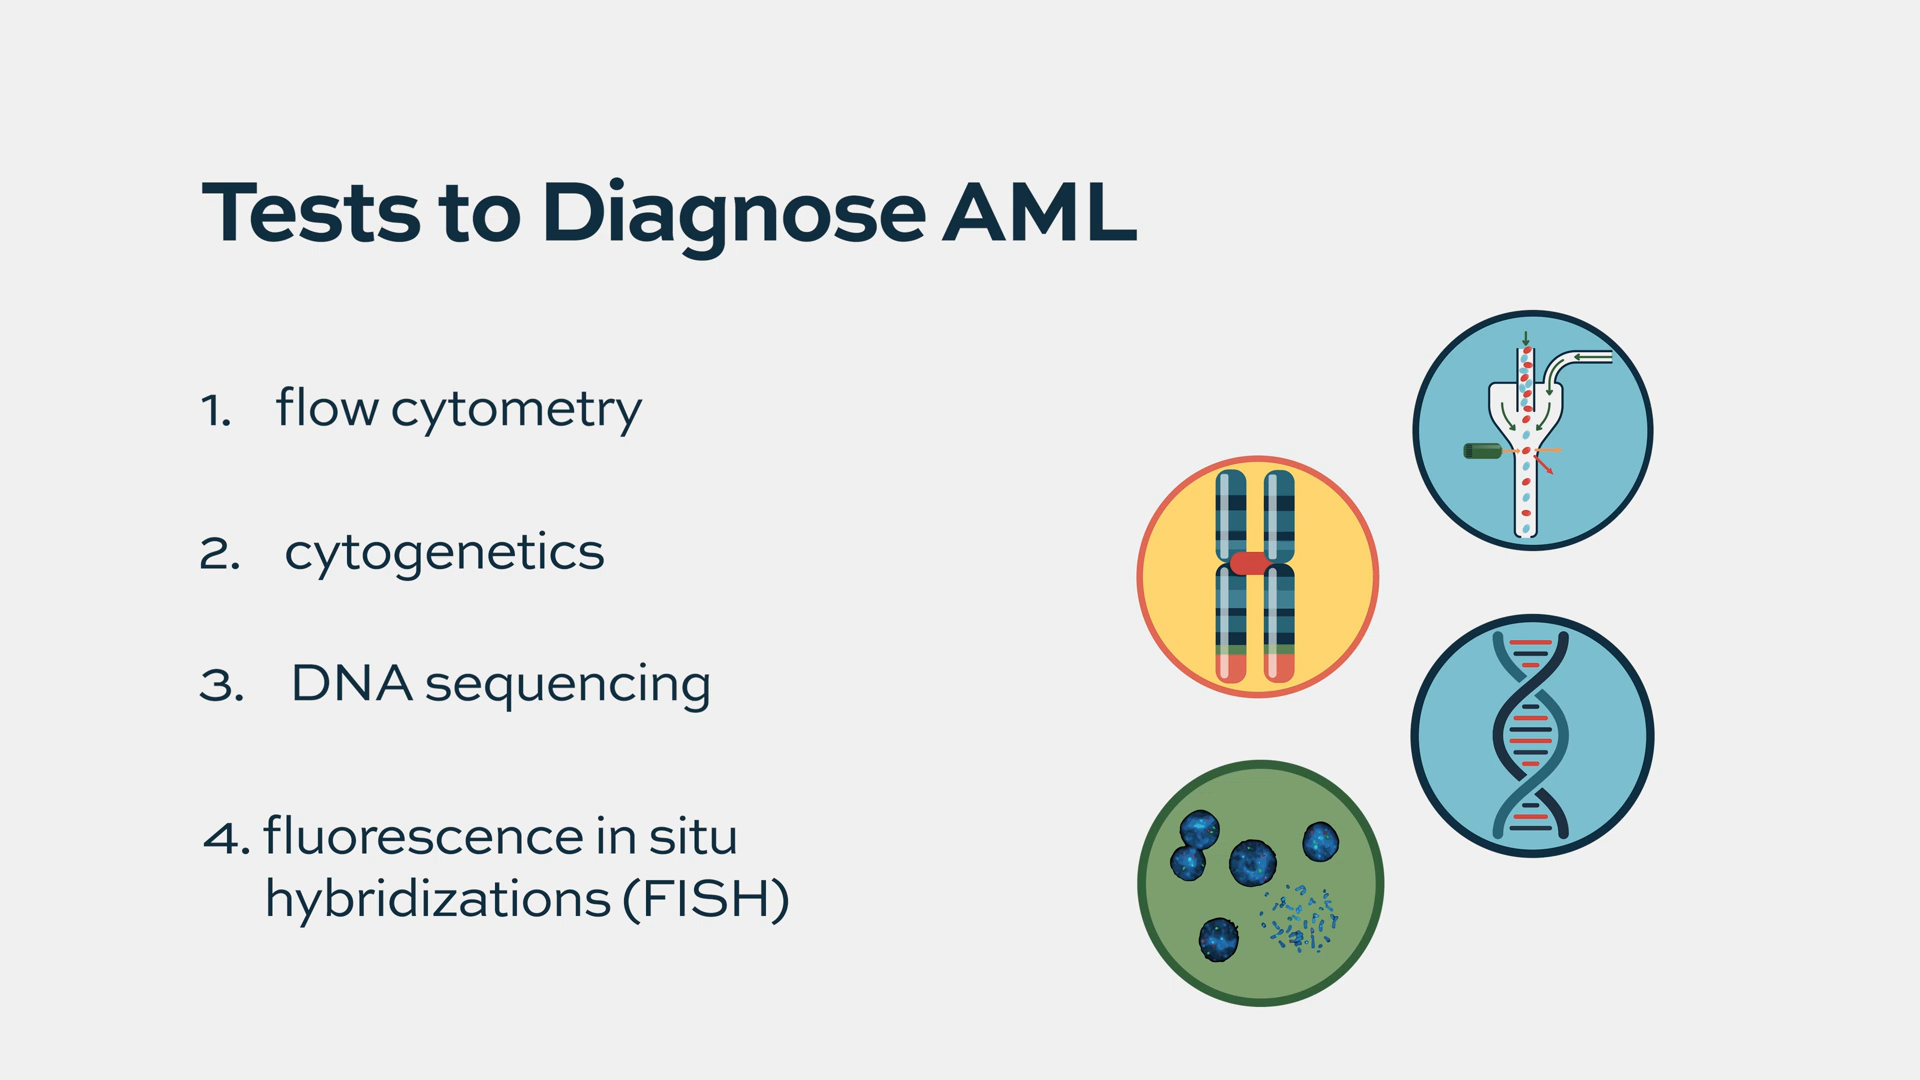 Tests to Diagnose AML
1. flow cytometry
2. cytogenetics
3. DNA sequencing
4. fluorescence in situ
hybridizations (FISH)